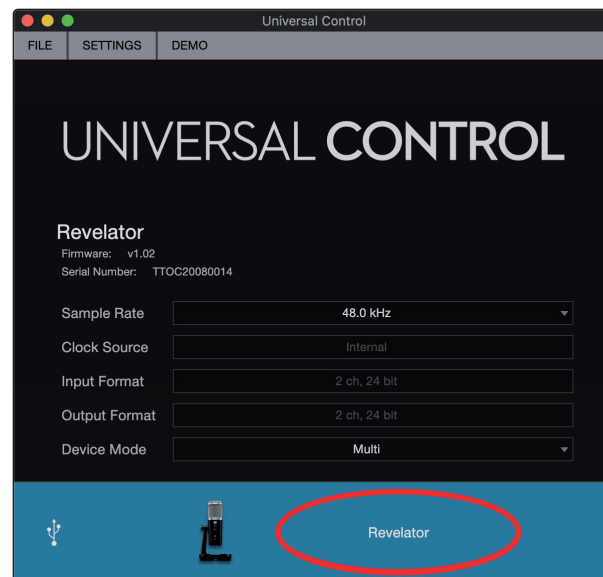 Universal Control
FILE SETTINGS DEMO
UNIVERSAL CONTROL
Revelator
Firmware: v1.02
Serial Number: TTOC20080014
Sample Rate 48.0 kHz
Clock Source Internal
Input Format 2 ch, 24 bit
Output Format 2 ch, 24 bit
Device Mode Multi
Revelator